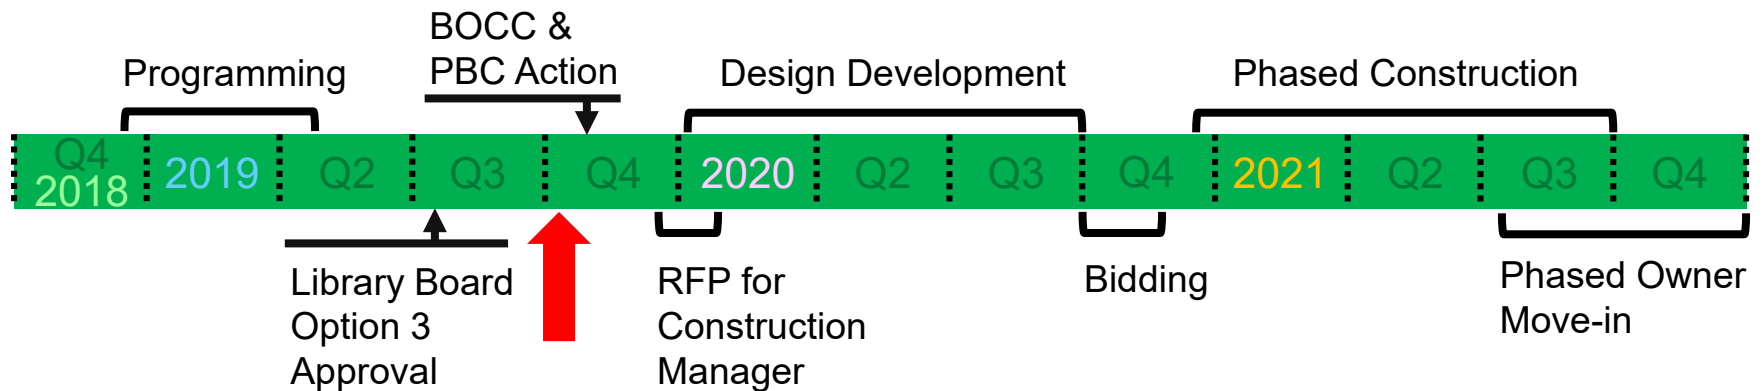 BOCC &
PBC Action
Programming
Design Development
Phased Construction
Q4
2018
2019
Q2
Q3
Q4
2020
Q2
Q3
Q4
2021
Q2
Q3
Q4
Library Board
Option 3
Approval
RFP for
Construction
Manager
Bidding
Phased Owner
Move-in